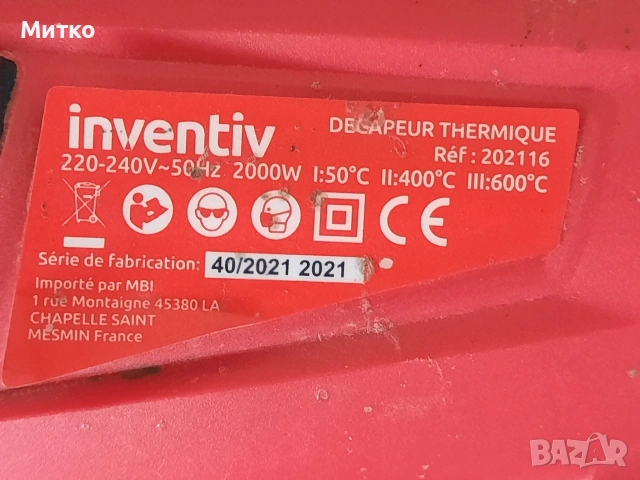 Митко
inventiv
DECAPEUR THERMIQUE
Réf : 202116
220-240V~50Hz 2000W I:50°C II:400°C III:600°C
CE
Série de fabrication: 40/2021 2021
Importé par MBI
1 rue Montaigne 45380 LA
CHAPELLE SAINT
MESMIN France
BAZAR